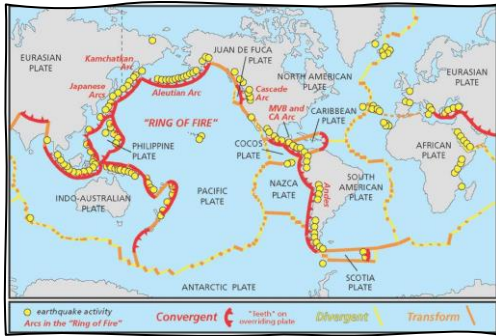 EURASIAN
PLATE
Kamchatkan
Arc
Japanese
Arcs
Aleutian Arc
JUAN DE FUCA
PLATE
NORTH AMERICAN
PLATE
Cascade
Arc
MVB and
CA Arc
CARIBBEAN
PLATE
EURASIAN
PLATE
"RING OF FIRE"
PHILIPPINE
PLATE
COCOS
PLATE
AFRICAN
PLATE
INDO-AUSTRALIAN
PLATE
PACIFIC
PLATE
NAZCA
PLATE
Andes
SOUTH
AMERICAN
PLATE
ANTARCTIC PLATE
SCOTIA
PLATE
earthquake activity
Arcs in the "Ring of Fire"
Convergent
"Teeth" on
overriding plate
Divergent
Transform